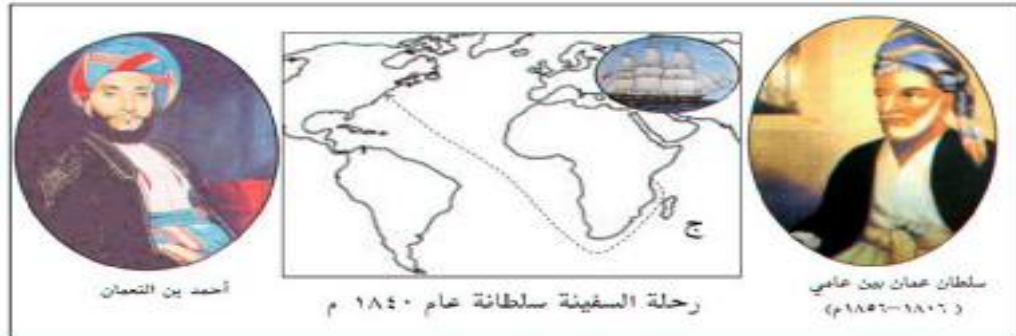 ج
سلطان عمان بين عامي
(١٨٠٦–١٨٥٦م)
رحلة السفينة سلطانة عام ١٨٤٠ م
أحمد بن النعمان